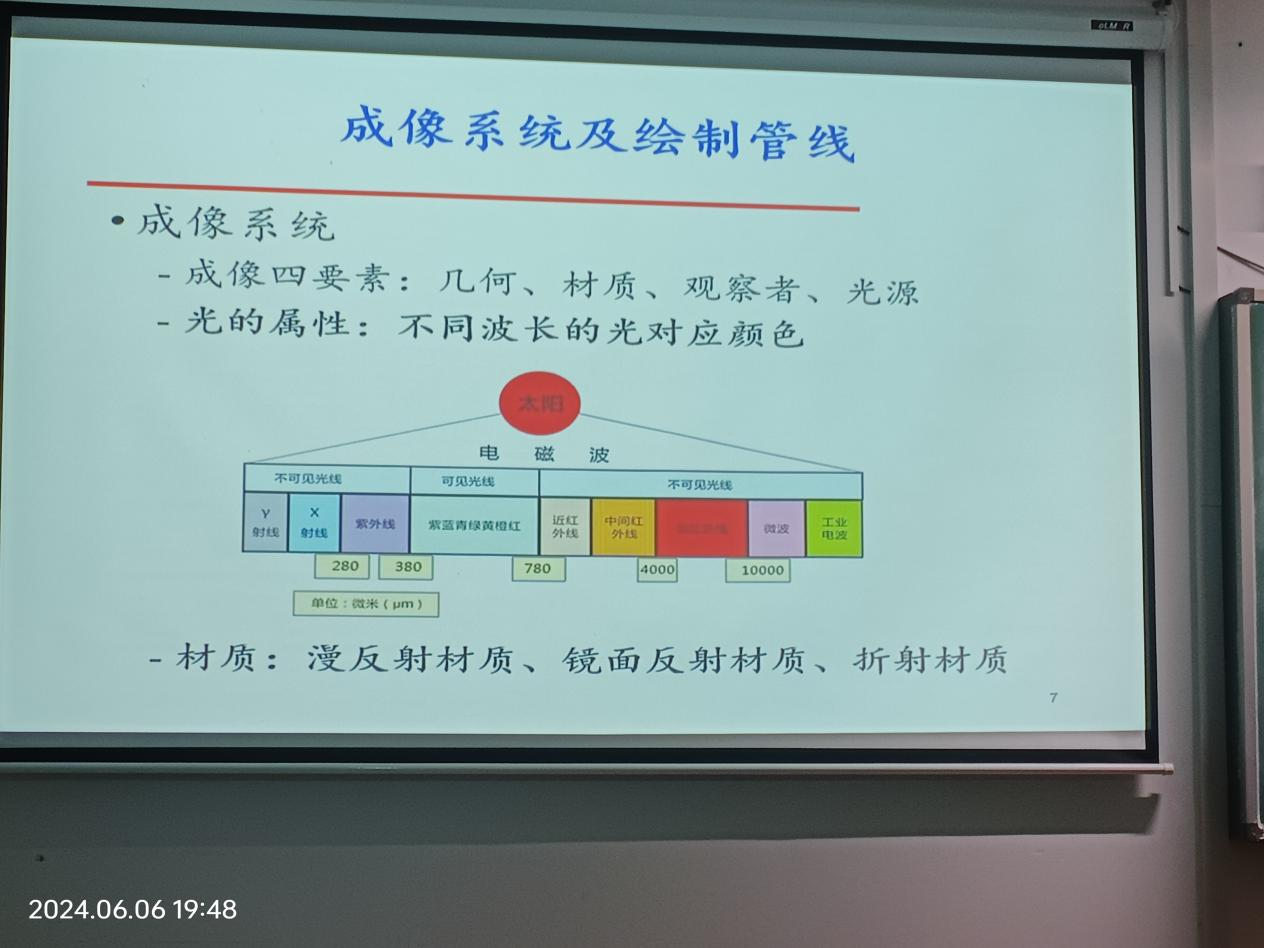 成像系统及绘制管线
• 成像系统
- 成像四要素：几何、材质、观察者、光源
- 光的属性：不同波长的光对应颜色
太阳
电 磁 波
不可见光线 可见光线 不可见光线
γ射线 X射线 紫外线 紫蓝青绿黄橙红 近红外线 中间红外线 微波 工业电波
280 380 780 4000 10000
单位：微米（μm）
- 材质：漫反射材质、镜面反射材质、折射材质
7
2024.06.06 19:48